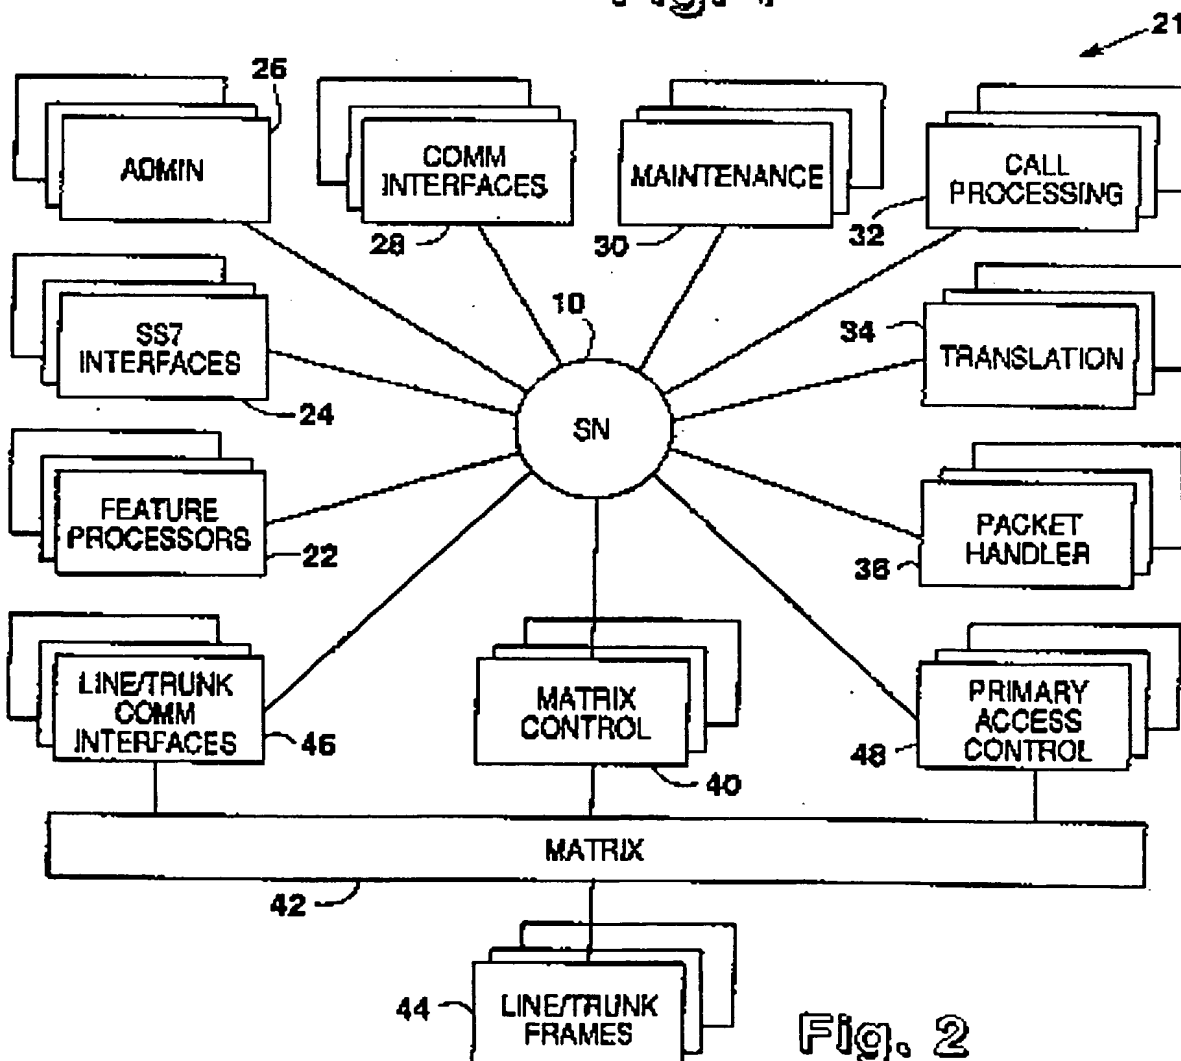 21
26
ADMIN
COMM
INTERFACES
28
MAINTENANCE
30
CALL
PROCESSING
32
SS7
INTERFACES
24
10
SN
34
TRANSLATION
FEATURE
PROCESSORS
22
PACKET
HANDLER
36
LINE/TRUNK
COMM
INTERFACES
46
MATRIX
CONTROL
40
PRIMARY
ACCESS
CONTROL
48
MATRIX
42
44
LINE/TRUNK
FRAMES
Fig. 2